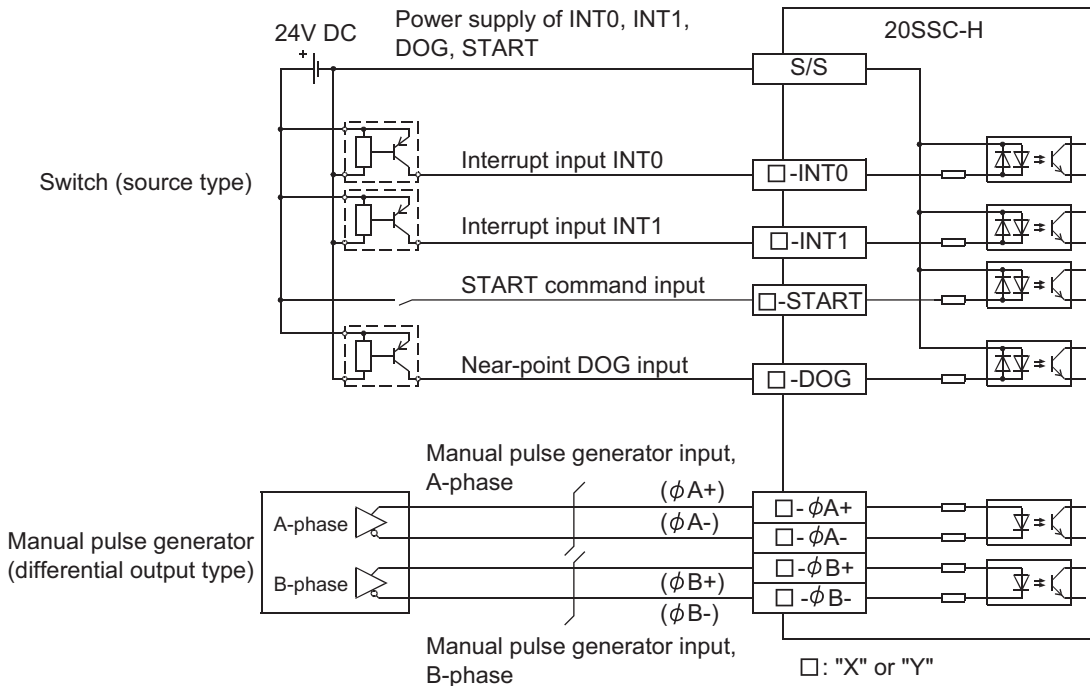 24V DC
+
Power supply of INT0, INT1,
DOG, START
20SSC-H
S/S
Switch (source type)
Interrupt input INT0
□-INT0
Interrupt input INT1
□-INT1
START command input
□-START
Near-point DOG input
□-DOG
Manual pulse generator input,
A-phase
Manual pulse generator
(differential output type)
A-phase
(ϕA+)
□-ϕA+
(ϕA-)
□-ϕA-
B-phase
□-ϕB+
(ϕB+)
□-ϕB-
(ϕB-)
Manual pulse generator input,
B-phase
□: "X" or "Y"